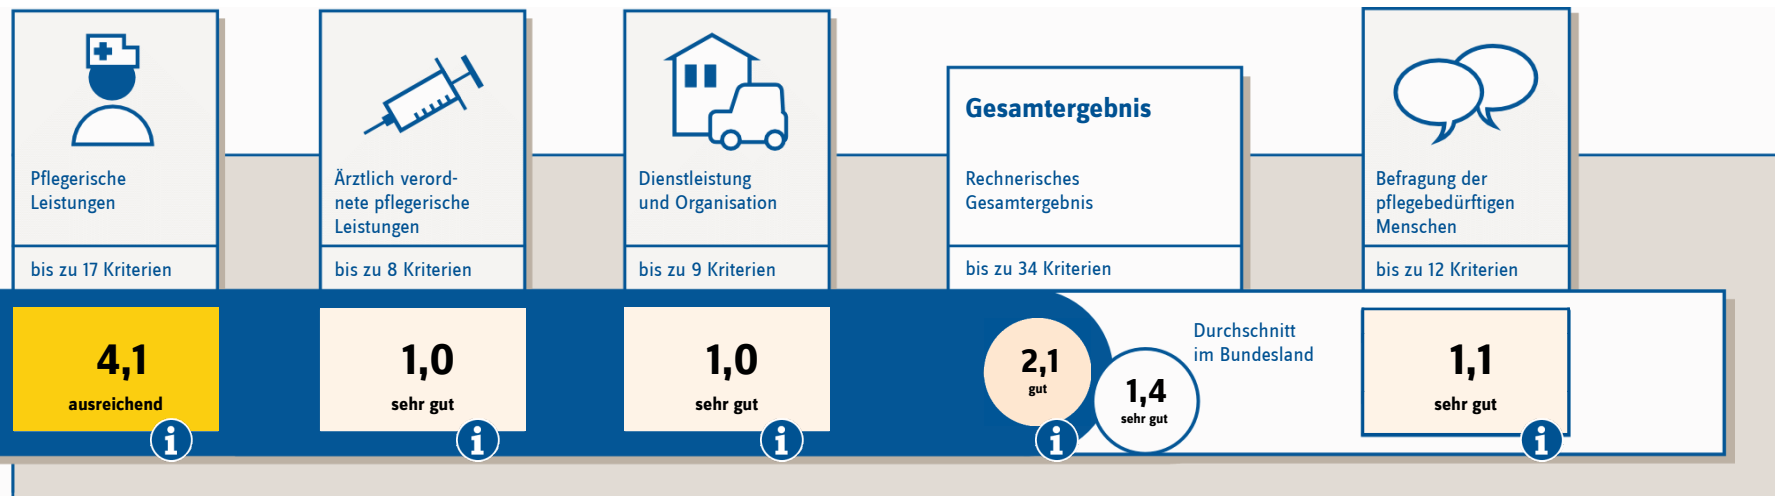 Pflegerische
Leistungen
bis zu 17 Kriterien
4,1
ausreichend
i
Ärztlich verord-
nete pflegerische
Leistungen
bis zu 8 Kriterien
1,0
sehr gut
i
Dienstleistung
und Organisation
bis zu 9 Kriterien
1,0
sehr gut
i
Gesamtergebnis
Rechnerisches
Gesamtergebnis
bis zu 34 Kriterien
2,1
gut
i
1,4
sehr gut
Durchschnitt
im Bundesland
Befragung der
pflegebedürftigen
Menschen
bis zu 12 Kriterien
1,1
sehr gut
i